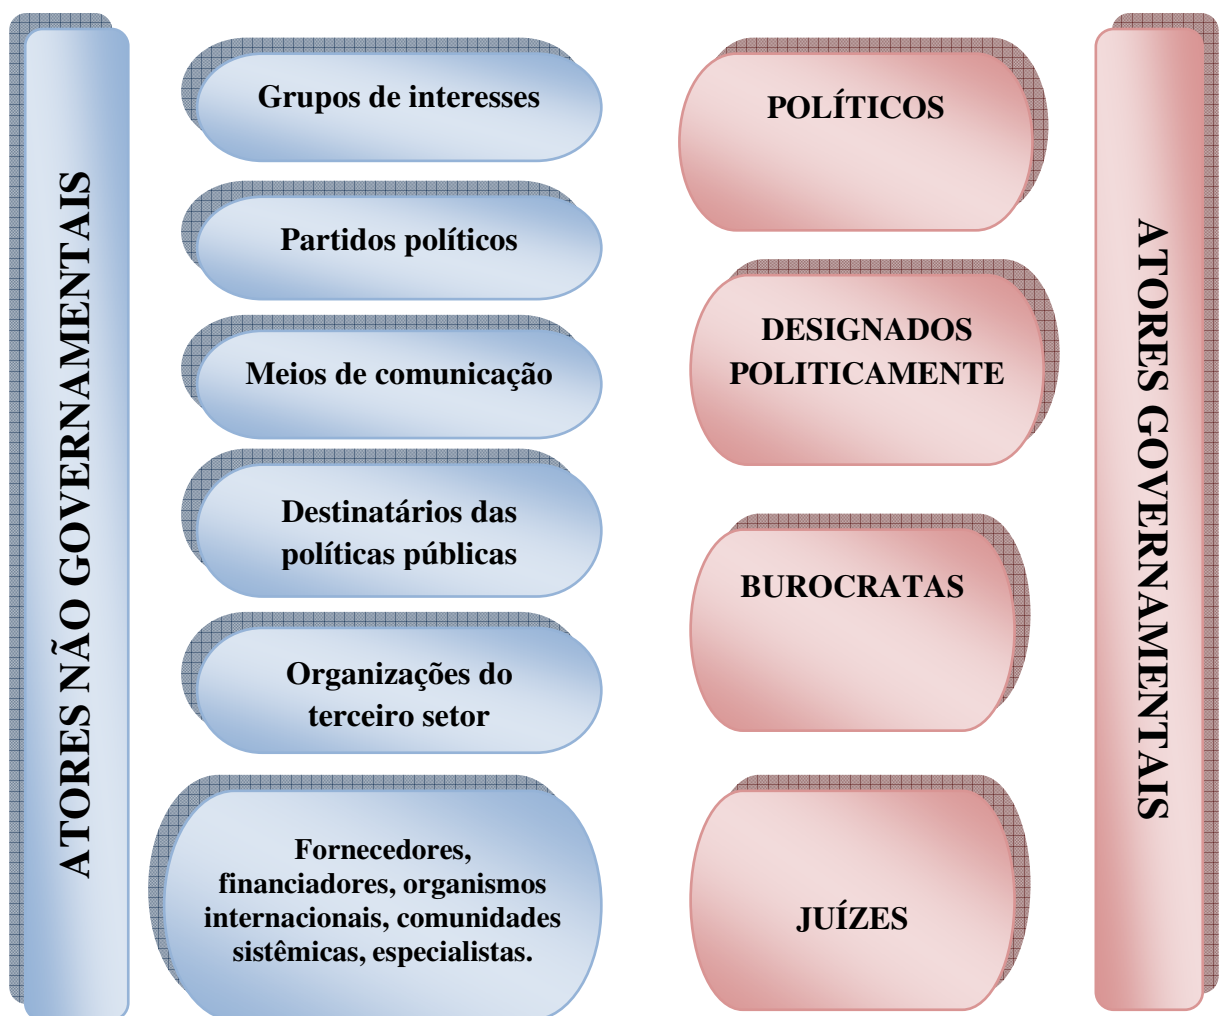 ATORES NÃO GOVERNAMENTAIS
Grupos de interesses
Partidos políticos
Meios de comunicação
Destinatários das
políticas públicas
Organizações do
terceiro setor
Fornecedores,
financiadores, organismos
internacionais, comunidades
sistêmicas, especialistas.
POLÍTICOS
DESIGNADOS
POLITICAMENTE
BUROCRATAS
JUÍZES
ATORES GOVERNAMENTAIS